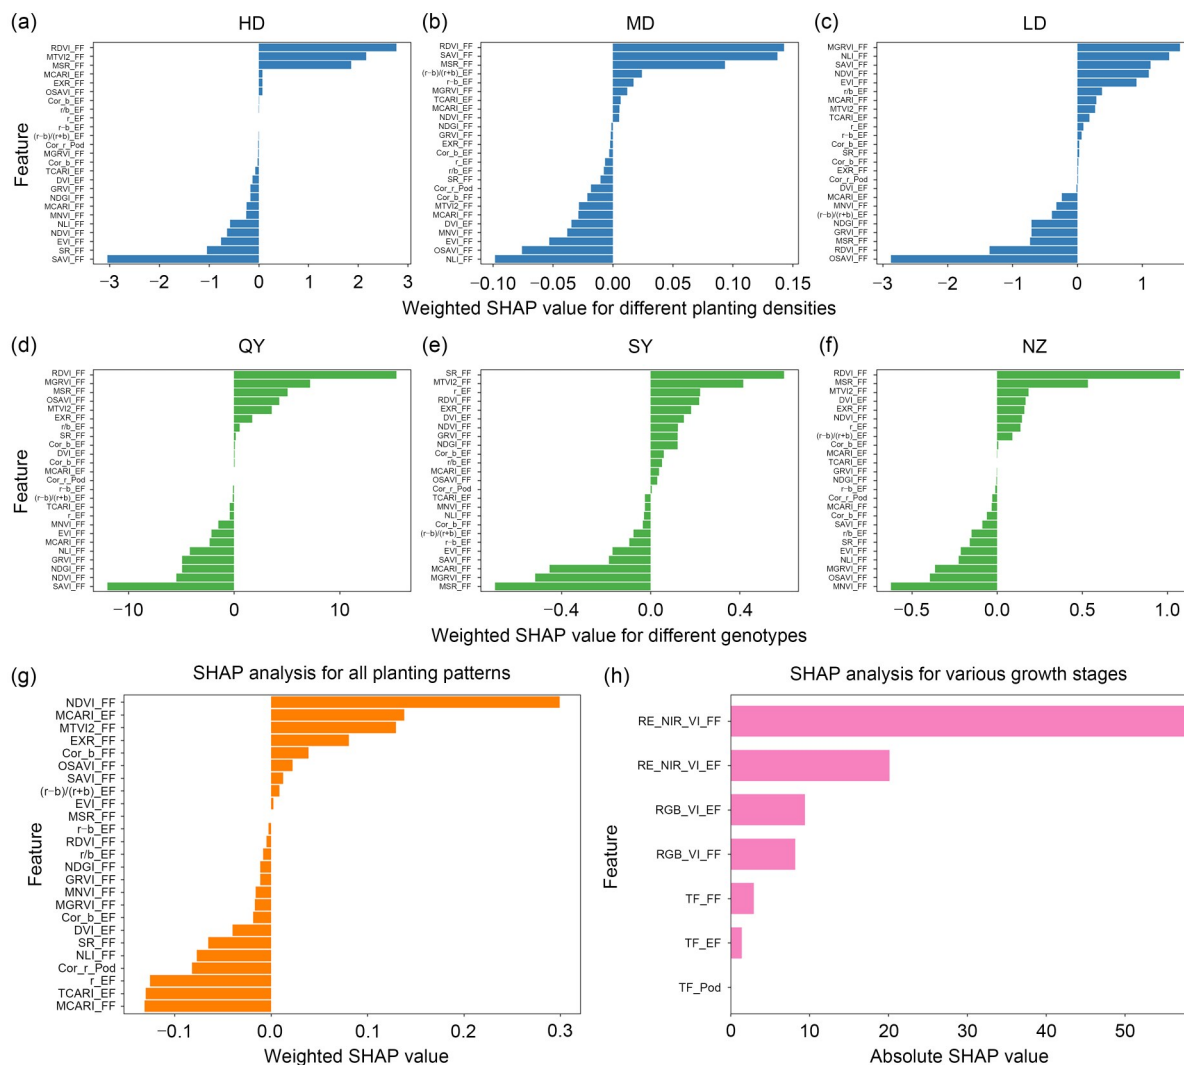 (a)
HD
(b)
MD
(c)
LD
Feature
RDVI_FF
MTVI2_FF
MSR_FF
MCARI_EF
EXR_FF
OSAVI_FF
Cor_b_EF
r/b_EF
r_EF
r−b_EF
(r−b)/(r+b)_EF
Cor_r_Pod
MGRVI_FF
Cor_b_FF
TCARI_EF
DVI_EF
GRVI_FF
NDGI_FF
MCARI_FF
MNVI_FF
NLI_FF
NDVI_FF
EVI_FF
SR_FF
SAVI_FF
−3 −2 −1 0 1 2 3
RDVI_FF
SAVI_FF
MSR_FF
(r−b)/(r+b)_EF
r−b_EF
MGRVI_FF
TCARI_EF
MCARI_EF
NDVI_FF
NDGI_FF
GRVI_FF
EXR_FF
Cor_b_EF
r_EF
r/b_EF
SR_FF
Cor_r_Pod
Cor_b_FF
MTVI2_FF
MCARI_FF
DVI_EF
MNVI_FF
EVI_FF
OSAVI_FF
NLI_FF
−0.10 −0.05 0.00 0.05 0.10 0.15
MGRVI_FF
NLI_FF
SAVI_FF
NDVI_FF
EVI_FF
r/b_EF
MCARI_FF
MTVI2_FF
TCARI_EF
r_EF
r−b_EF
Cor_b_EF
SR_FF
Cor_b_FF
EXR_FF
Cor_r_Pod
DVI_EF
MCARI_EF
MNVI_FF
(r−b)/(r+b)_EF
NDGI_FF
GRVI_FF
MSR_FF
RDVI_FF
OSAVI_FF
−3 −2 −1 0 1
Weighted SHAP value for different planting densities
(d)
QY
(e)
SY
(f)
NZ
Feature
RDVI_FF
MGRVI_FF
MSR_FF
OSAVI_FF
MTVI2_FF
EXR_FF
r/b_EF
SR_FF
Cor_b_EF
DVI_EF
Cor_b_FF
MCARI_EF
Cor_r_Pod
r−b_EF
(r−b)/(r+b)_EF
TCARI_EF
r_EF
MNVI_FF
EVI_FF
MCARI_FF
NLI_FF
GRVI_FF
NDGI_FF
NDVI_FF
SAVI_FF
−10 0 10
SR_FF
MTVI2_FF
r_EF
RDVI_FF
EXR_FF
DVI_EF
NDVI_FF
GRVI_FF
NDGI_FF
Cor_b_EF
r/b_EF
MCARI_EF
OSAVI_FF
Cor_r_Pod
TCARI_EF
MNVI_FF
NLI_FF
Cor_b_FF
(r−b)/(r+b)_EF
r−b_EF
EVI_FF
SAVI_FF
MCARI_FF
MGRVI_FF
MSR_FF
−0.4 0.0 0.4
RDVI_FF
MSR_FF
MTVI2_FF
DVI_EF
EXR_FF
NDVI_FF
r_EF
(r−b)/(r+b)_EF
Cor_b_EF
MCARI_EF
TCARI_EF
GRVI_FF
NDGI_FF
r−b_EF
Cor_r_Pod
MCARI_FF
Cor_b_FF
SAVI_FF
r/b_EF
SR_FF
EVI_FF
NLI_FF
MGRVI_FF
OSAVI_FF
MNVI_FF
−0.5 0.0 0.5 1.0
Weighted SHAP value for different genotypes
(g)
SHAP analysis for all planting patterns
Feature
NDVI_FF
MCARI_EF
MTVI2_FF
EXR_FF
Cor_b_FF
OSAVI_FF
SAVI_FF
(r−b)/(r+b)_EF
EVI_FF
MSR_FF
r−b_EF
RDVI_FF
r/b_EF
NDGI_FF
GRVI_FF
MNVI_FF
MGRVI_FF
Cor_b_EF
DVI_EF
SR_FF
NLI_FF
Cor_r_Pod
r_EF
TCARI_EF
MCARI_FF
−0.1 0.0 0.1 0.2 0.3
Weighted SHAP value
(h)
SHAP analysis for various growth stages
Feature
RE_NIR_VI_FF
RE_NIR_VI_EF
RGB_VI_EF
RGB_VI_FF
TF_FF
TF_EF
TF_Pod
0 10 20 30 40 50
Absolute SHAP value